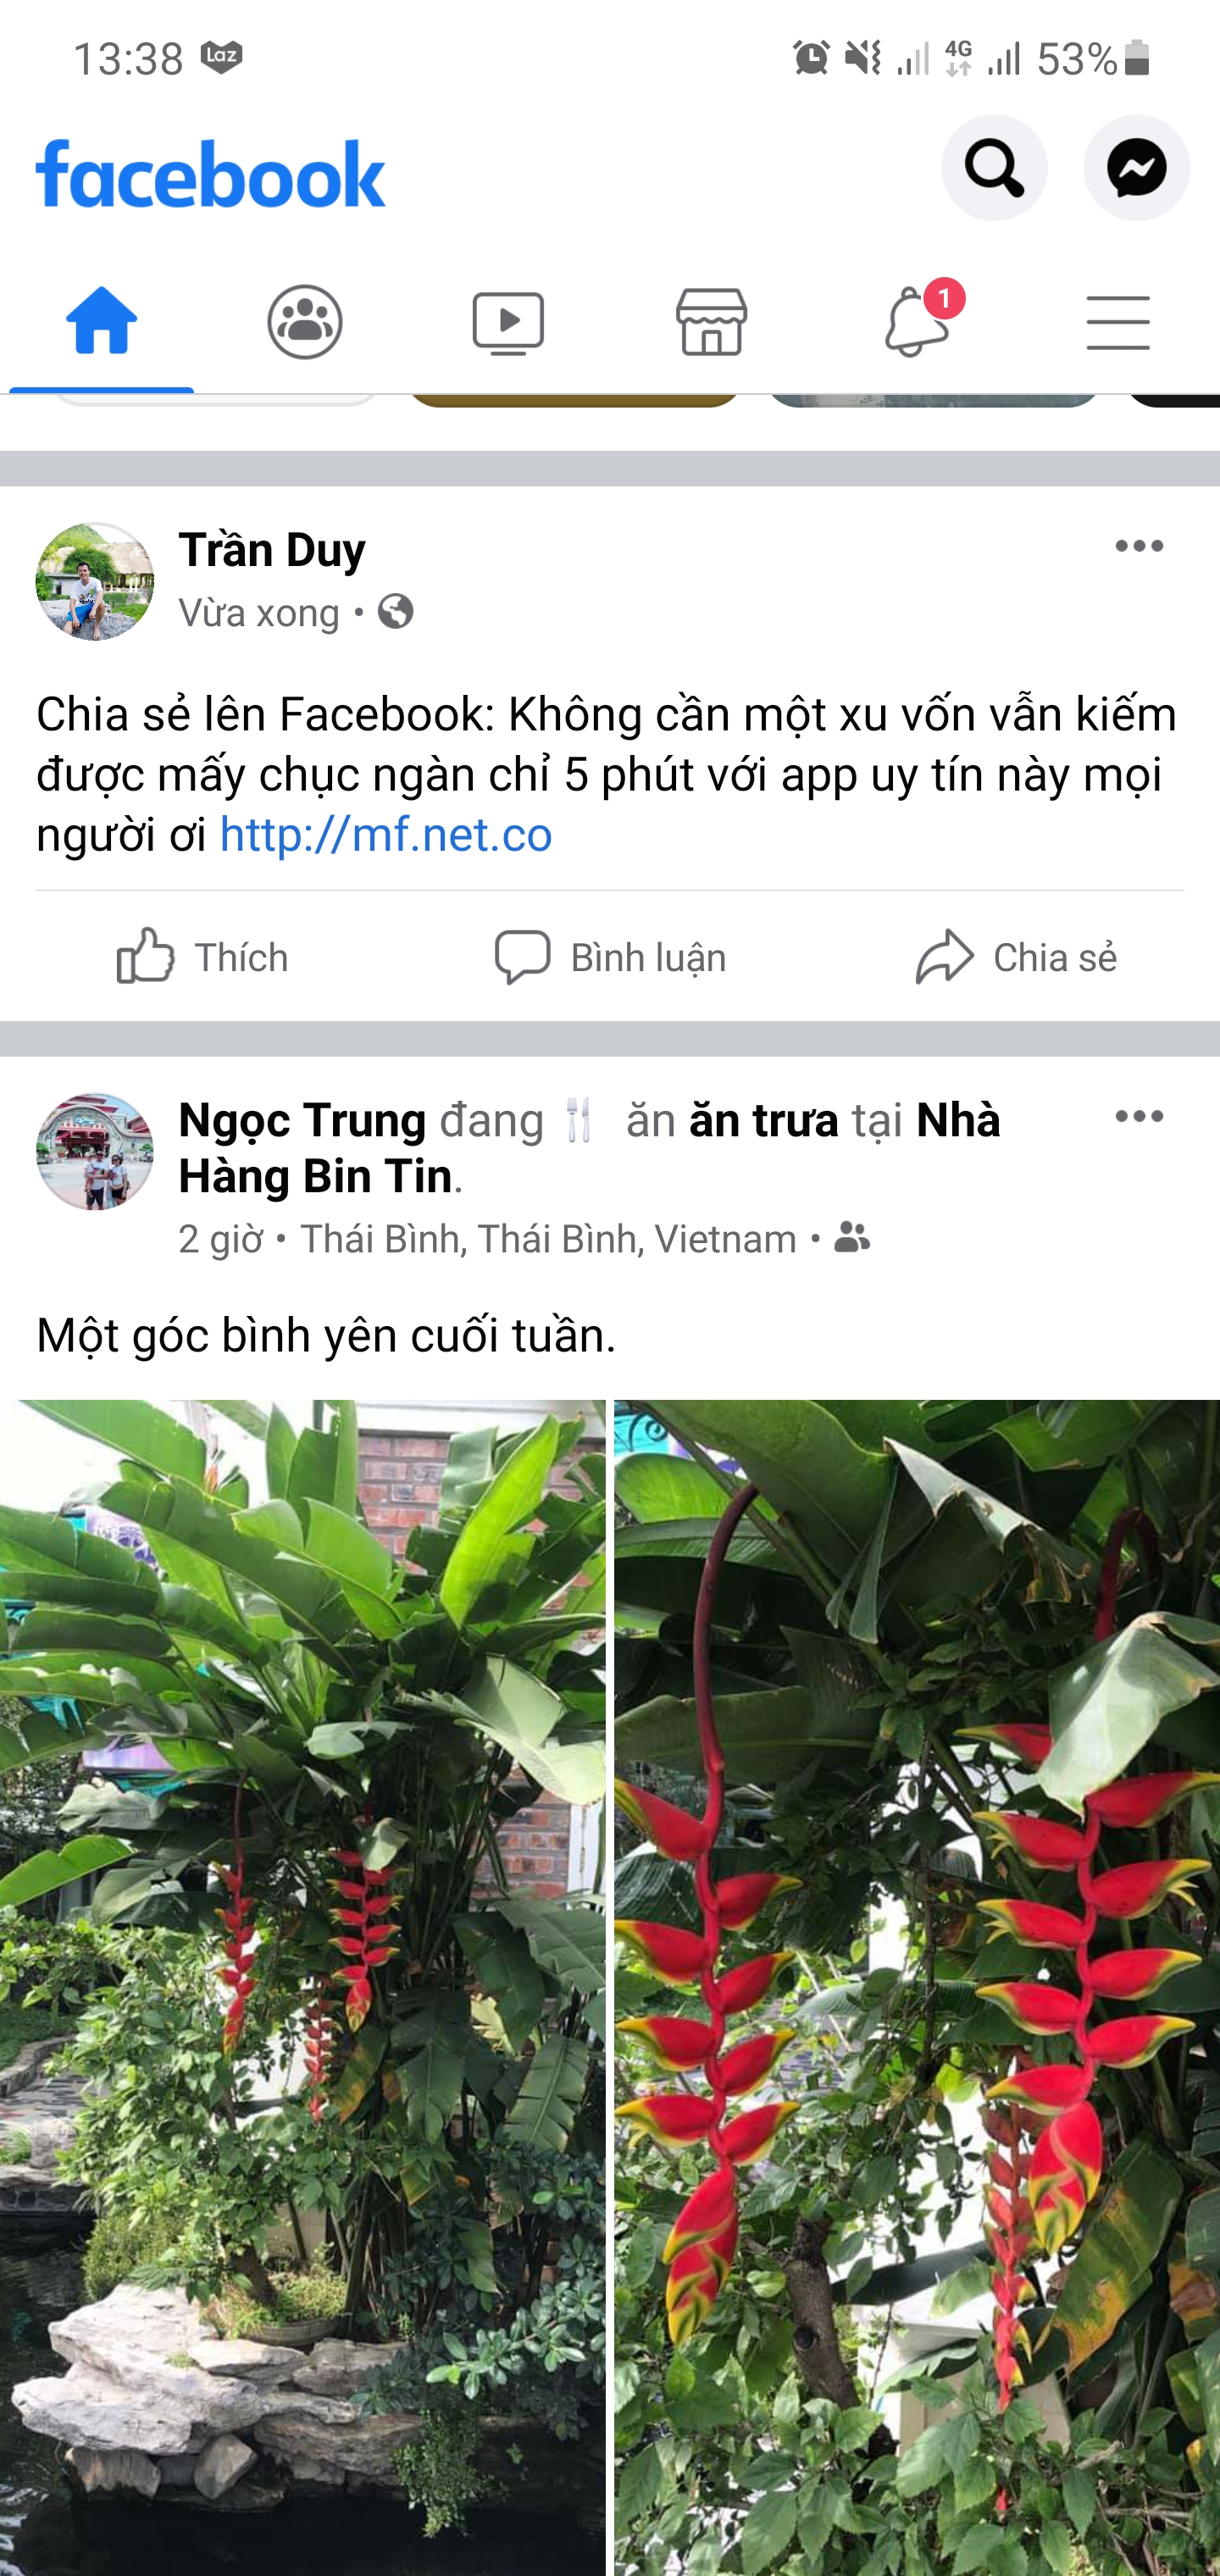 13:38 Laz 4G 53%
facebook
1
Trần Duy
Vừa xong •
Chia sẻ lên Facebook: Không cần một xu vốn vẫn kiếm
được mấy chục ngàn chỉ 5 phút với app uy tín này mọi
người ơi http://mf.net.co
Thích Bình luận Chia sẻ
Ngọc Trung đang 🍴 ăn ăn trưa tại Nhà
Hàng Bin Tin.
2 giờ • Thái Bình, Thái Bình, Vietnam •
Một góc bình yên cuối tuần.